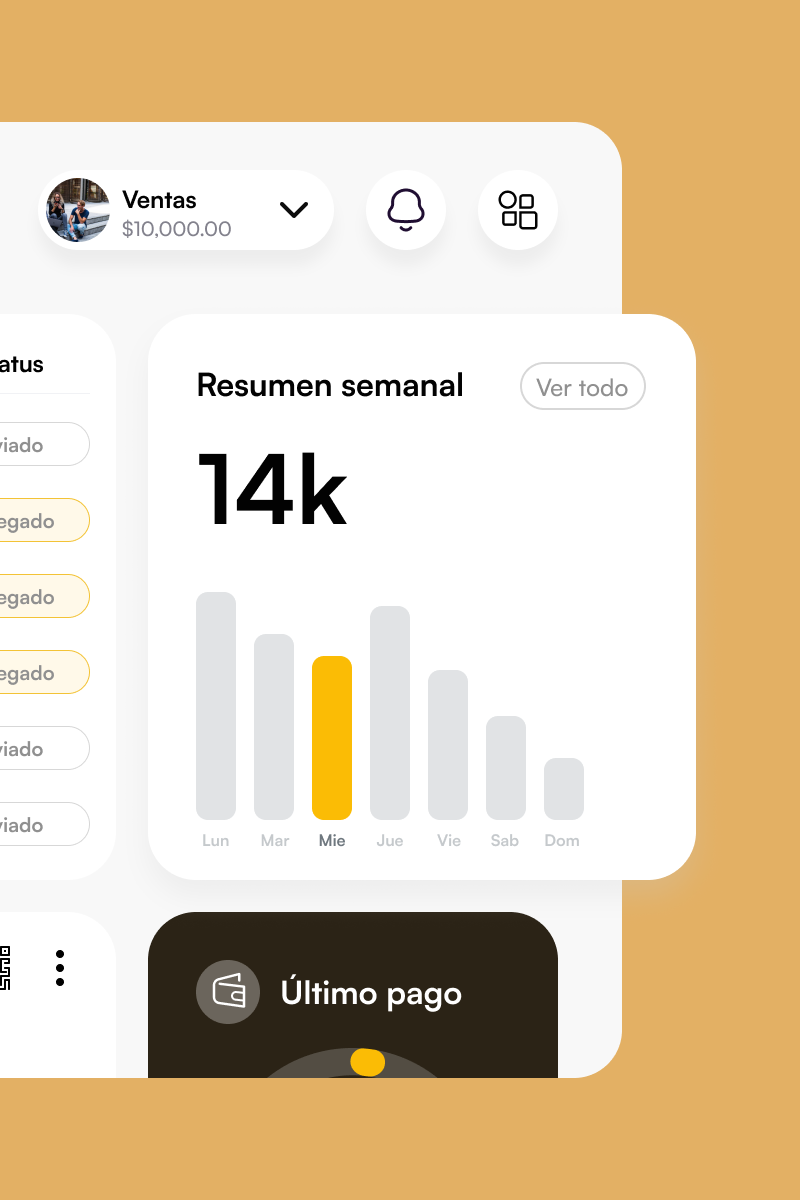 Ventas
$10,000.00
atus
Resumen semanal
Ver todo
viado
14k
egado
egado
egado
viado
viado
Lun Mar Mie Jue Vie Sab Dom
Último pago